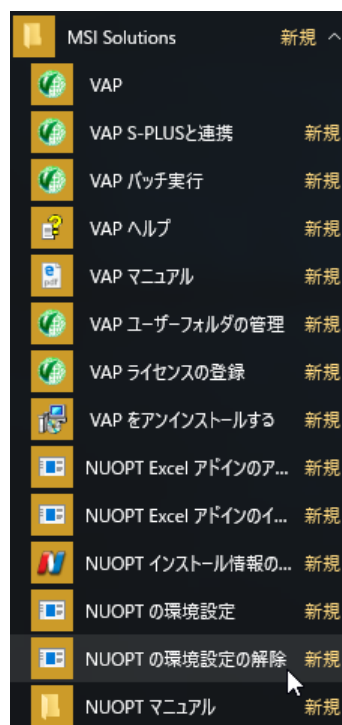 MSI Solutions 新規
VAP
VAP S-PLUSと連携 新規
VAP バッチ実行 新規
VAP ヘルプ 新規
VAP マニュアル 新規
VAP ユーザーフォルダの管理 新規
VAP ライセンスの登録 新規
VAP をアンインストールする 新規
NUOPT Excel アドインのア... 新規
NUOPT Excel アドインのイ... 新規
NUOPT インストール情報の... 新規
NUOPT の環境設定 新規
NUOPT の環境設定の解除 新規
NUOPT マニュアル 新規